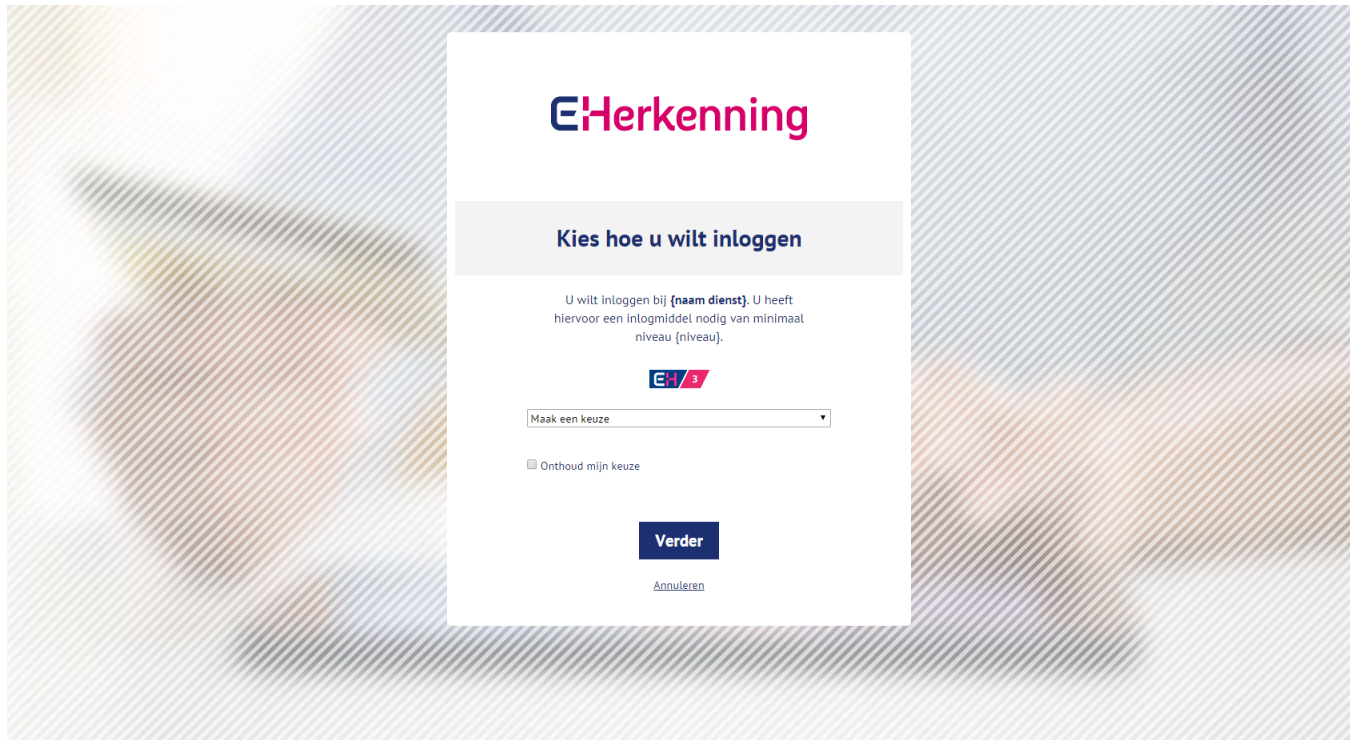 EHerkenning
Kies hoe u wilt inloggen
U wilt inloggen bij {naam dienst}. U heeft
hiervoor een inlogmiddel nodig van minimaal
niveau {niveau}.
EH 3
Maak een keuze
Onthoud mijn keuze
Verder
Annuleren